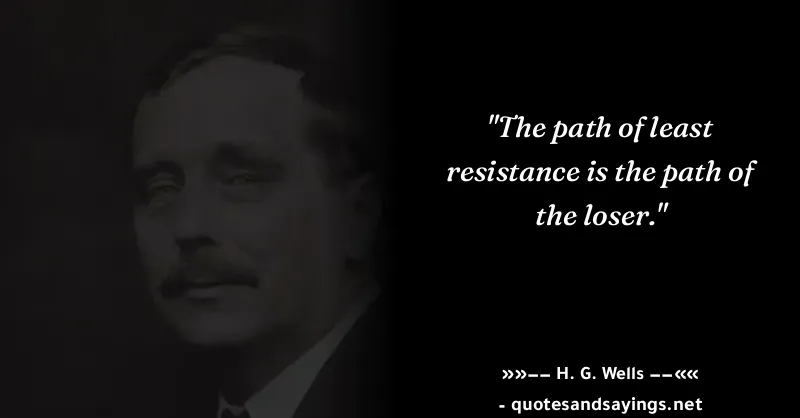 "The path of least
resistance is the path of
the loser."
»»−− H. G. Wells −−««
- quotesandsayings.net